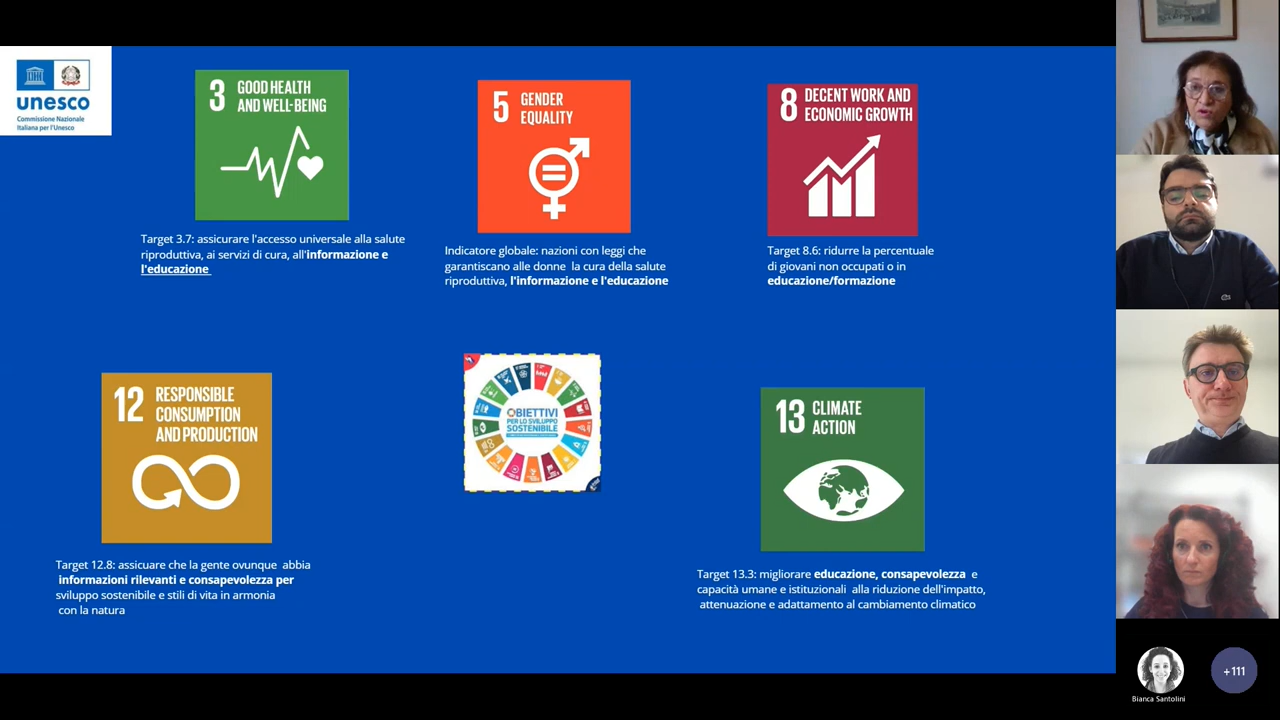 unesco
Commissione Nazionale
Italiana per l'Unesco
3 GOOD HEALTH
AND WELL-BEING
Target 3.7: assicurare l'accesso universale alla salute
riproduttiva, ai servizi di cura, all'informazione e
l'educazione
5 GENDER
EQUALITY
Indicatore globale: nazioni con leggi che
garantiscano alle donne la cura della salute
riproduttiva, l'informazione e l'educazione
8 DECENT WORK AND
ECONOMIC GROWTH
Target 8.6: ridurre la percentuale
di giovani non occupati o in
educazione/formazione
12 RESPONSIBLE
CONSUMPTION
AND PRODUCTION
Target 12.8: assicuare che la gente ovunque abbia
informazioni rilevanti e consapevolezza per
sviluppo sostenibile e stili di vita in armonia
con la natura
OBIETTIVI
PER LO SVILUPPO
SOSTENIBILE
13 CLIMATE
ACTION
Target 13.3: migliorare educazione, consapevolezza e
capacità umane e istituzionali alla riduzione dell'impatto,
attenuazione e adattamento al cambiamento climatico
Bianca Santolini
+111